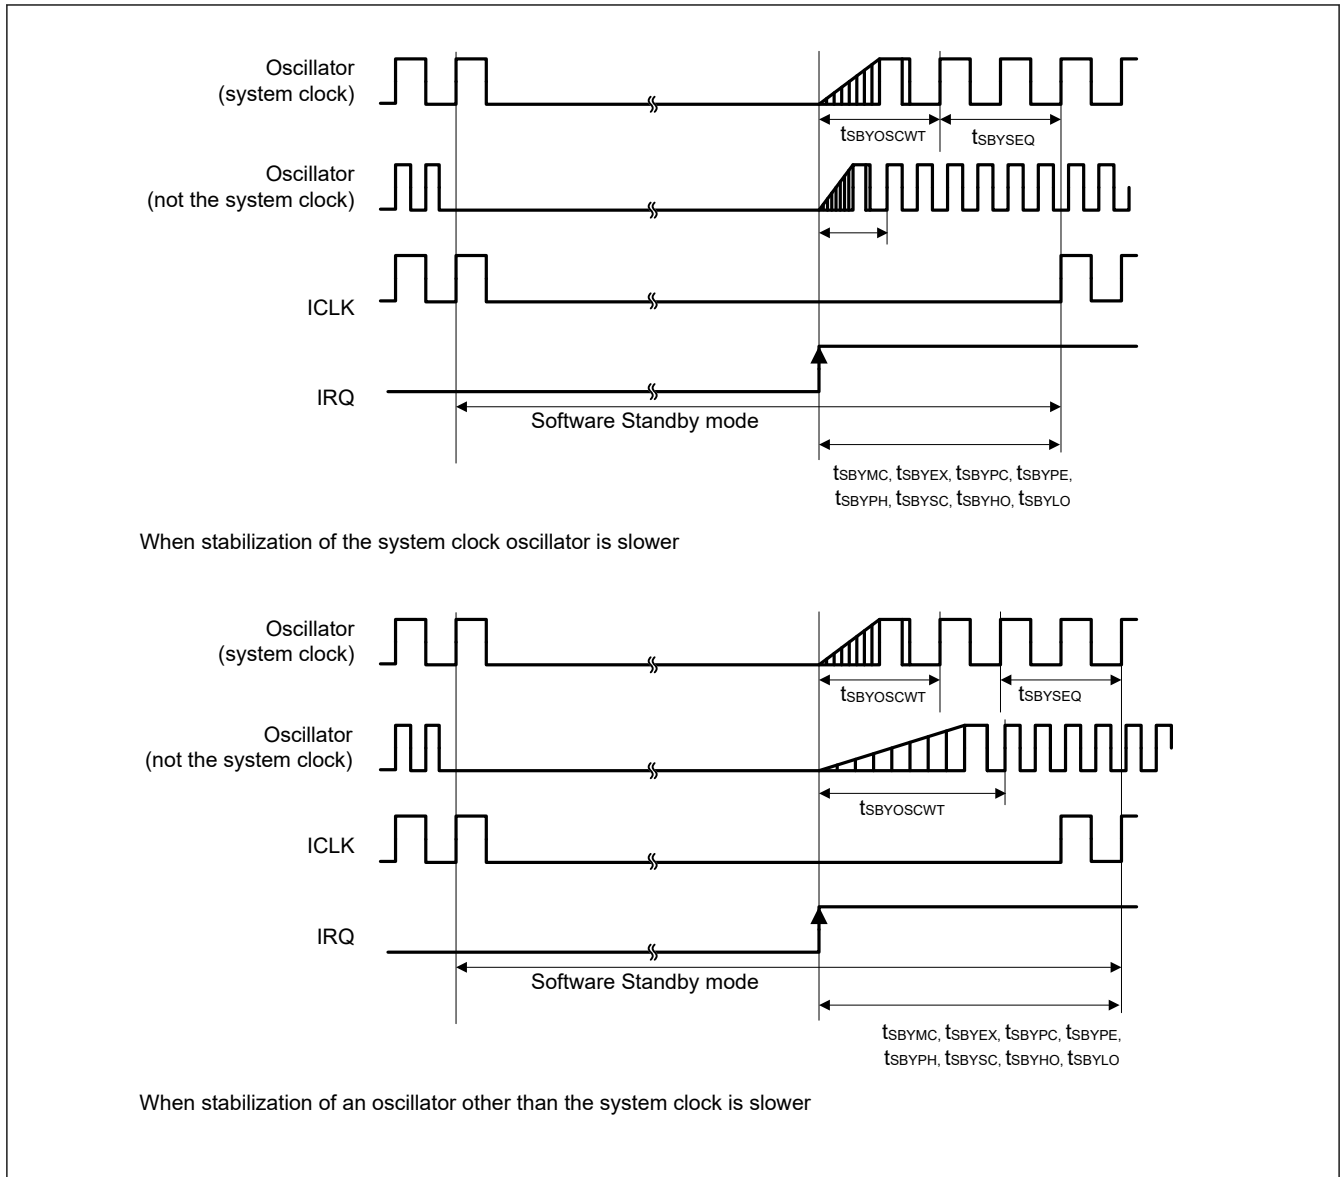 Oscillator
(system clock)
tSBYOSCWT
tSBYSEQ
Oscillator
(not the system clock)
ICLK
IRQ
Software Standby mode
tSBYMC, tSBYEX, tSBYPC, tSBYPE,
tSBYPH, tSBYSC, tSBYHO, tSBYLO
When stabilization of the system clock oscillator is slower
Oscillator
(system clock)
tSBYOSCWT
tSBYSEQ
Oscillator
(not the system clock)
tSBYOSCWT
ICLK
IRQ
Software Standby mode
tSBYMC, tSBYEX, tSBYPC, tSBYPE,
tSBYPH, tSBYSC, tSBYHO, tSBYLO
When stabilization of an oscillator other than the system clock is slower